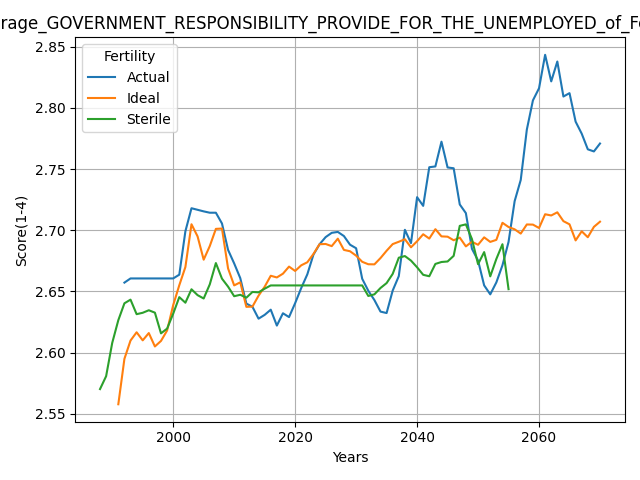 rage_GOVERNMENT_RESPONSIBILITY_PROVIDE_FOR_THE_UNEMPLOYED_of_Fe
Fertility
Actual
Ideal
Sterile
Score(1-4)
2.85
2.80
2.75
2.70
2.65
2.60
2.55
2000 2020 2040 2060
Years